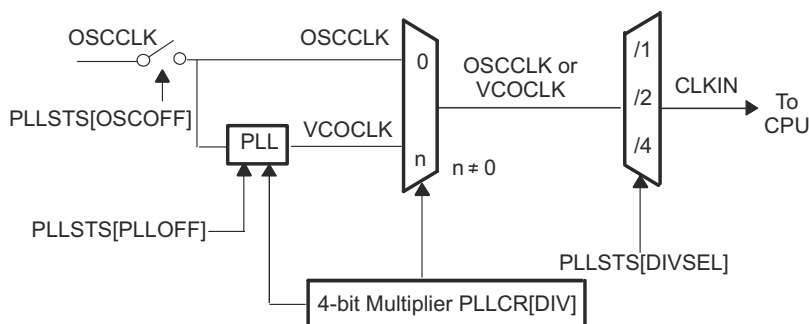 OSCCLK
OSCCLK
0
/1
OSCCLK or
VCOCLK
/2
CLKIN
To
CPU
PLLSTS[OSCOFF]
PLL
VCOCLK
n
n ≠ 0
/4
PLLSTS[PLLOFF]
PLLSTS[DIVSEL]
4-bit Multiplier PLLCR[DIV]